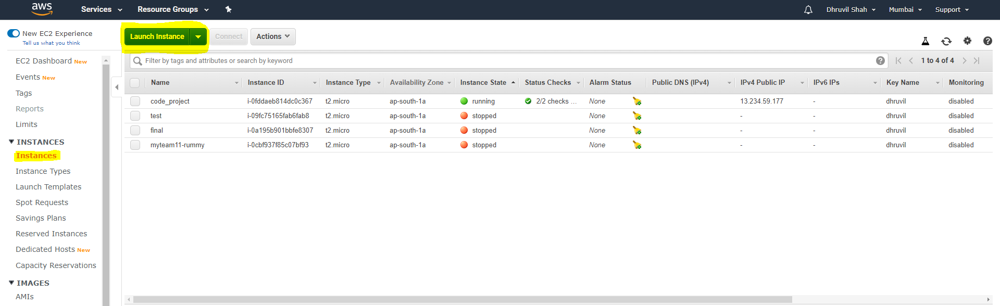 aws Services Resource Groups Dhruvil Shah Mumbai Support
New EC2 Experience
Tell us what you think
Launch Instance Connect Actions
Filter by tags and attributes or search by keyword 1 to 4 of 4
EC2 Dashboard New
Events New
Tags
Reports
Limits
INSTANCES
Instances
Instance Types
Launch Templates
Spot Requests
Savings Plans
Reserved Instances
Dedicated Hosts New
Capacity Reservations
IMAGES
AMIs
Name Instance ID Instance Type Availability Zone Instance State Status Checks Alarm Status Public DNS (IPv4) IPv4 Public IP IPv6 IPs Key Name Monitoring
code_project i-0fddaeb814dc0c367 t2.micro ap-south-1a running 2/2 checks ... None 13.234.59.177 - dhruvil disabled
test i-09fc75165fab6fab8 t2.micro ap-south-1a stopped None - - dhruvil disabled
final i-0a195b901bbfe8307 t2.micro ap-south-1a stopped None - - dhruvil disabled
myteam11-rummy i-0cbf937f85c07bf93 t2.micro ap-south-1a stopped None - - dhruvil disabled